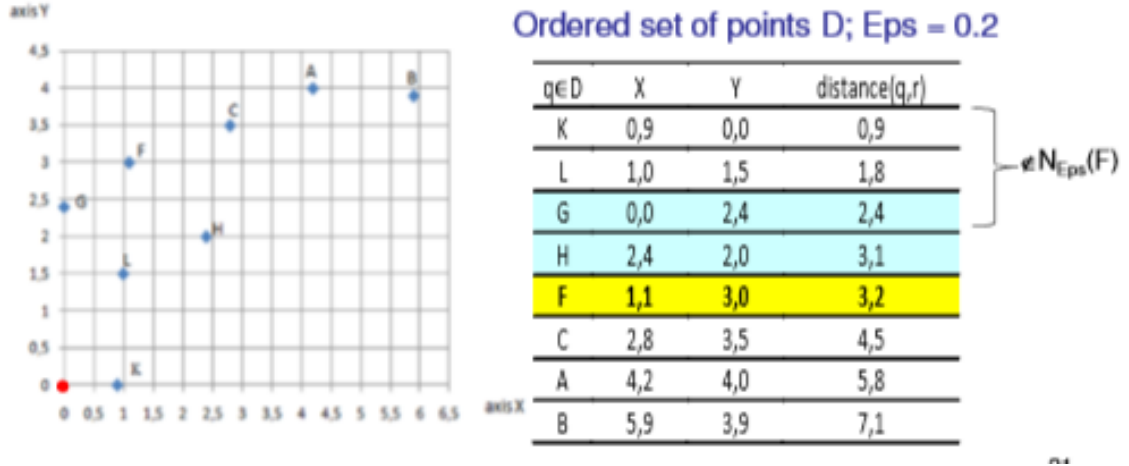 axis Y
Ordered set of points D; Eps = 0.2
4,5
4
3,5
3
2,5
2
1,5
1
0,5
0
A
B
C
F
G
H
L
K
0 0,5 1 1,5 2 2,5 3 3,5 4 4,5 5 5,5 6 6,5
axis X
q∈D X Y distance(q,r)
K 0,9 0,0 0,9
L 1,0 1,5 1,8
G 0,0 2,4 2,4
H 2,4 2,0 3,1
F 1,1 3,0 3,2
C 2,8 3,5 4,5
A 4,2 4,0 5,8
B 5,9 3,9 7,1
∉NEps(F)